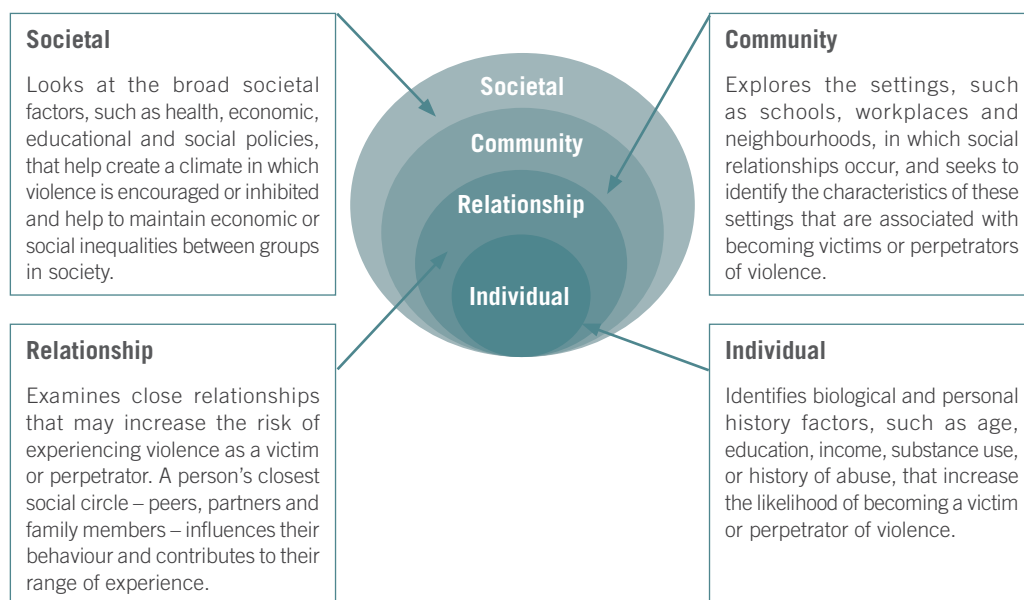 Societal
Looks at the broad societal
factors, such as health, economic,
educational and social policies,
that help create a climate in which
violence is encouraged or inhibited
and help to maintain economic or
social inequalities between groups
in society.
Societal
Community
Relationship
Individual
Community
Explores the settings, such
as schools, workplaces and
neighbourhoods, in which social
relationships occur, and seeks to
identify the characteristics of these
settings that are associated with
becoming victims or perpetrators
of violence.
Relationship
Examines close relationships
that may increase the risk of
experiencing violence as a victim
or perpetrator. A person’s closest
social circle – peers, partners and
family members – influences their
behaviour and contributes to their
range of experience.
Individual
Identifies biological and personal
history factors, such as age,
education, income, substance use,
or history of abuse, that increase
the likelihood of becoming a victim
or perpetrator of violence.